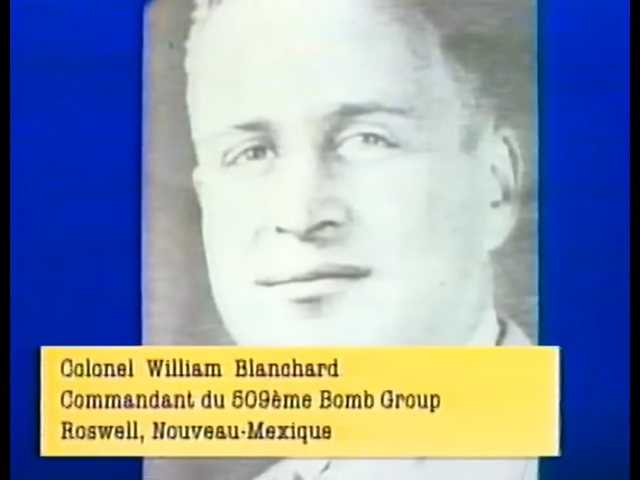 Colonel William Blanchard
Commandant du 509ème Bomb Group
Roswell, Nouveau-Mexique